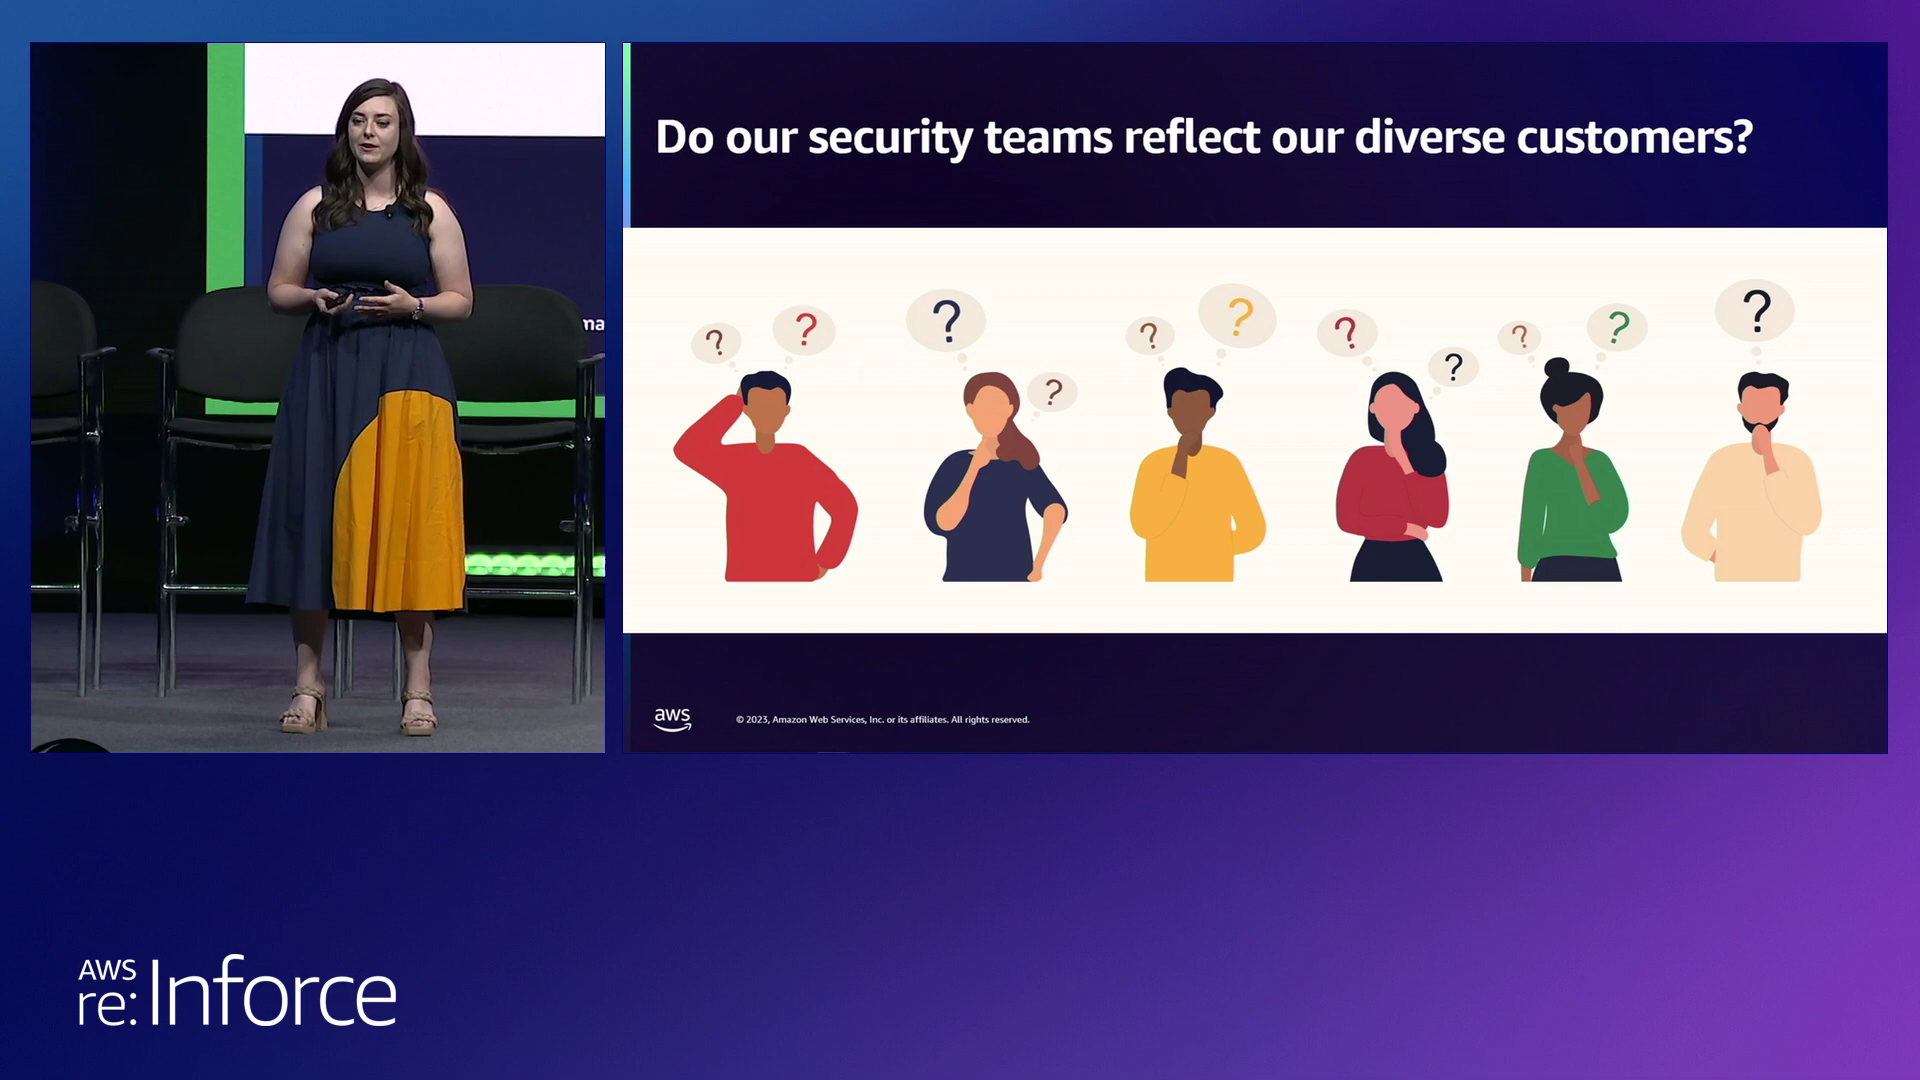 Do our security teams reflect our diverse customers?
? ? ? ? ? ? ? ? ? ? ?
aws
© 2023, Amazon Web Services, Inc. or its affiliates. All rights reserved.
AWS
re:Inforce